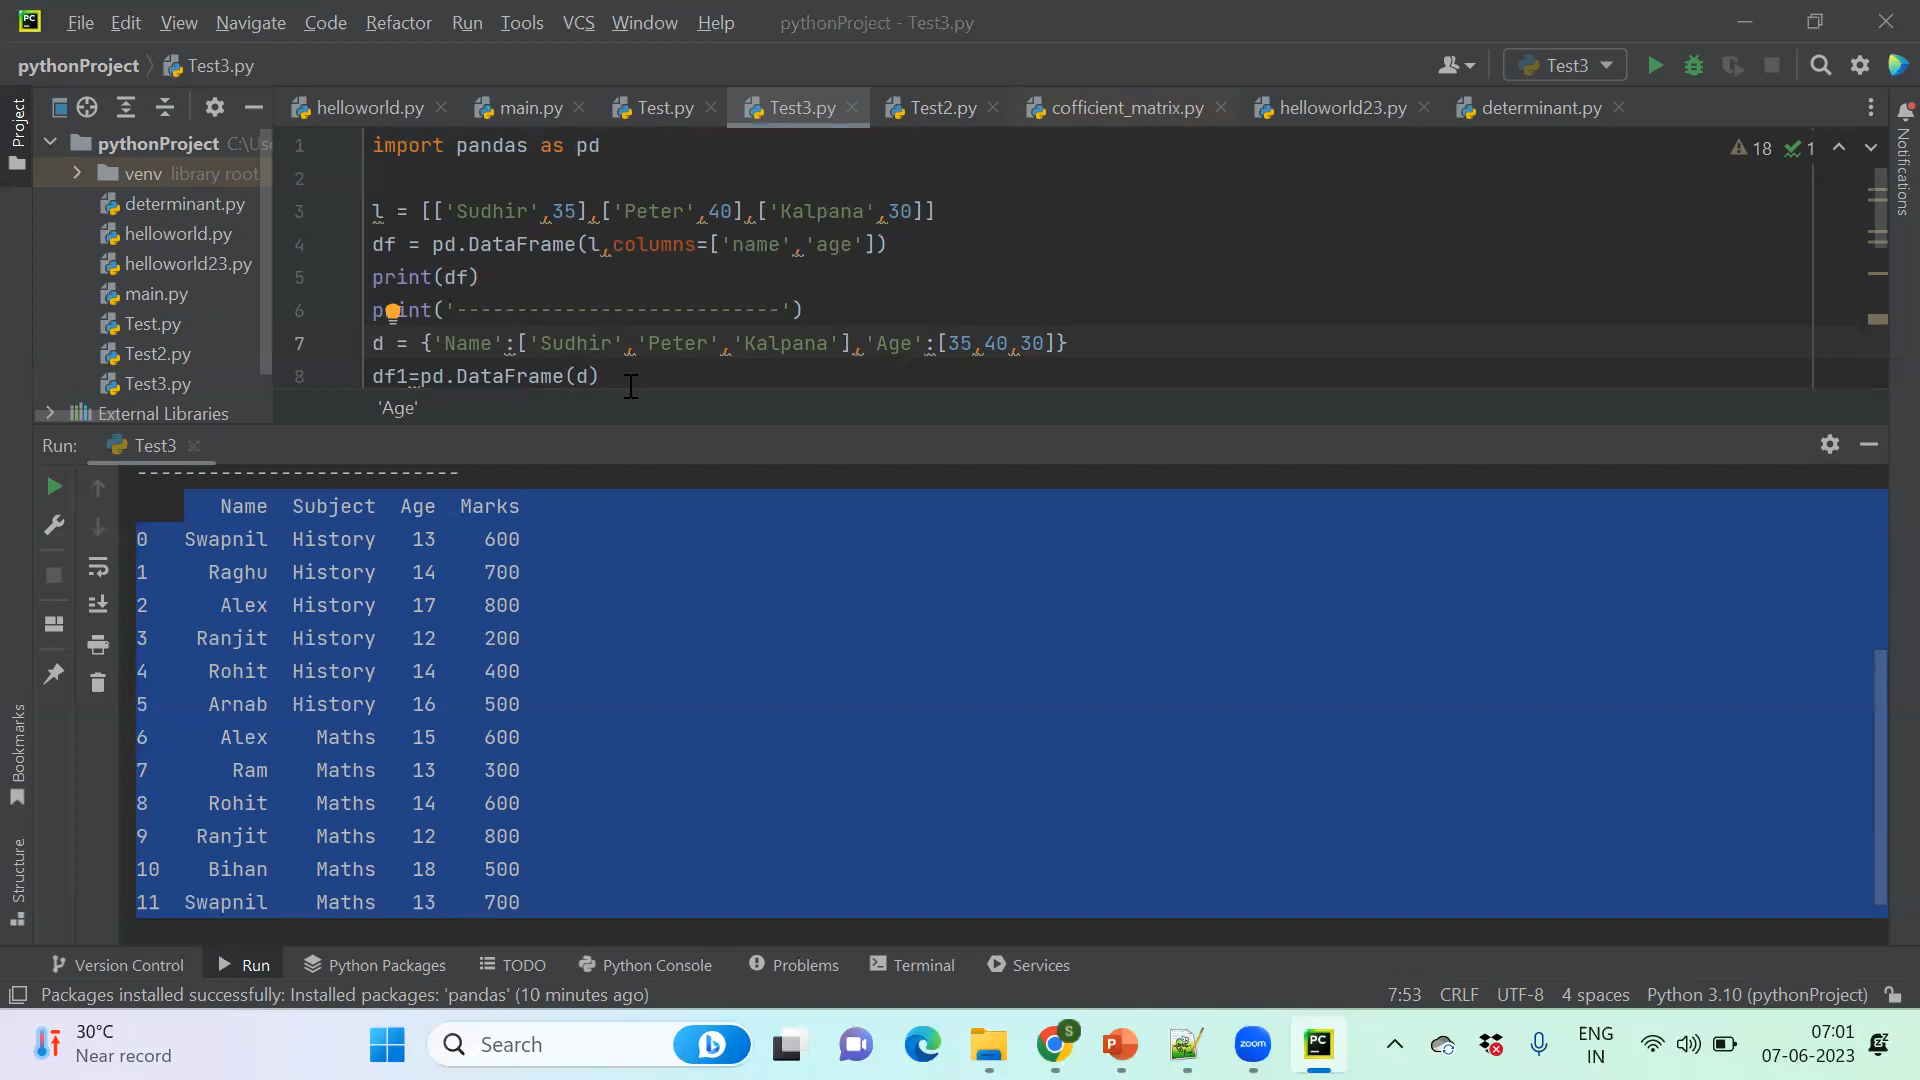 PC File Edit View Navigate Code Refactor Run Tools VCS Window Help pythonProject - Test3.py
pythonProject Test3.py Test3
Project
helloworld.py main.py Test.py Test3.py Test2.py cofficient_matrix.py helloworld23.py determinant.py
Notifications
pythonProject C:\Use
venv library root
determinant.py
helloworld.py
helloworld23.py
main.py
Test.py
Test2.py
Test3.py
External Libraries
18 1
1 import pandas as pd
2
3 l = [['Sudhir',35],['Peter',40],['Kalpana',30]]
4 df = pd.DataFrame(l,columns=['name','age'])
5 print(df)
6 print('---------------------------')
7 d = {'Name':['Sudhir','Peter','Kalpana'],'Age':[35,40,30]}
8 df1=pd.DataFrame(d)
'Age'
Run: Test3
---------------------------
Name Subject Age Marks
0 Swapnil History 13 600
1 Raghu History 14 700
2 Alex History 17 800
3 Ranjit History 12 200
4 Rohit History 14 400
5 Arnab History 16 500
6 Alex Maths 15 600
7 Ram Maths 13 300
8 Rohit Maths 14 600
9 Ranjit Maths 12 800
10 Bihan Maths 18 500
11 Swapnil Maths 13 700
Bookmarks
Structure
Version Control Run Python Packages TODO Python Console Problems Terminal Services
Packages installed successfully: Installed packages: 'pandas' (10 minutes ago) 7:53 CRLF UTF-8 4 spaces Python 3.10 (pythonProject)
30°C
Near record
Search
S
zoom
PC
ENG
IN
07:01
07-06-2023